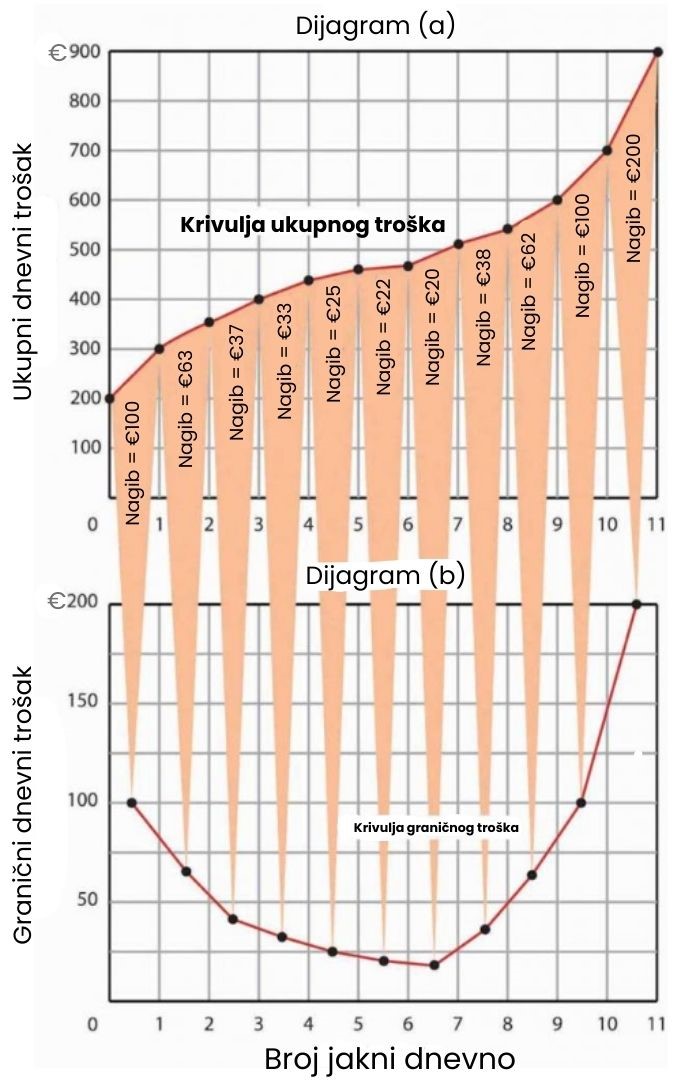 Dijagram (a)
Ukupni dnevni trošak
€900
800
700
600
500
400
300
200
100
Krivulja ukupnog troška
Nagib = €100
Nagib = €63
Nagib = €37
Nagib = €33
Nagib = €25
Nagib = €22
Nagib = €20
Nagib = €38
Nagib = €62
Nagib = €100
Nagib = €200
0 1 2 3 4 5 6 7 8 9 10 11
Dijagram (b)
Granični dnevni trošak
€200
150
100
50
Krivulja graničnog troška
0 1 2 3 4 5 6 7 8 9 10 11
Broj jakni dnevno